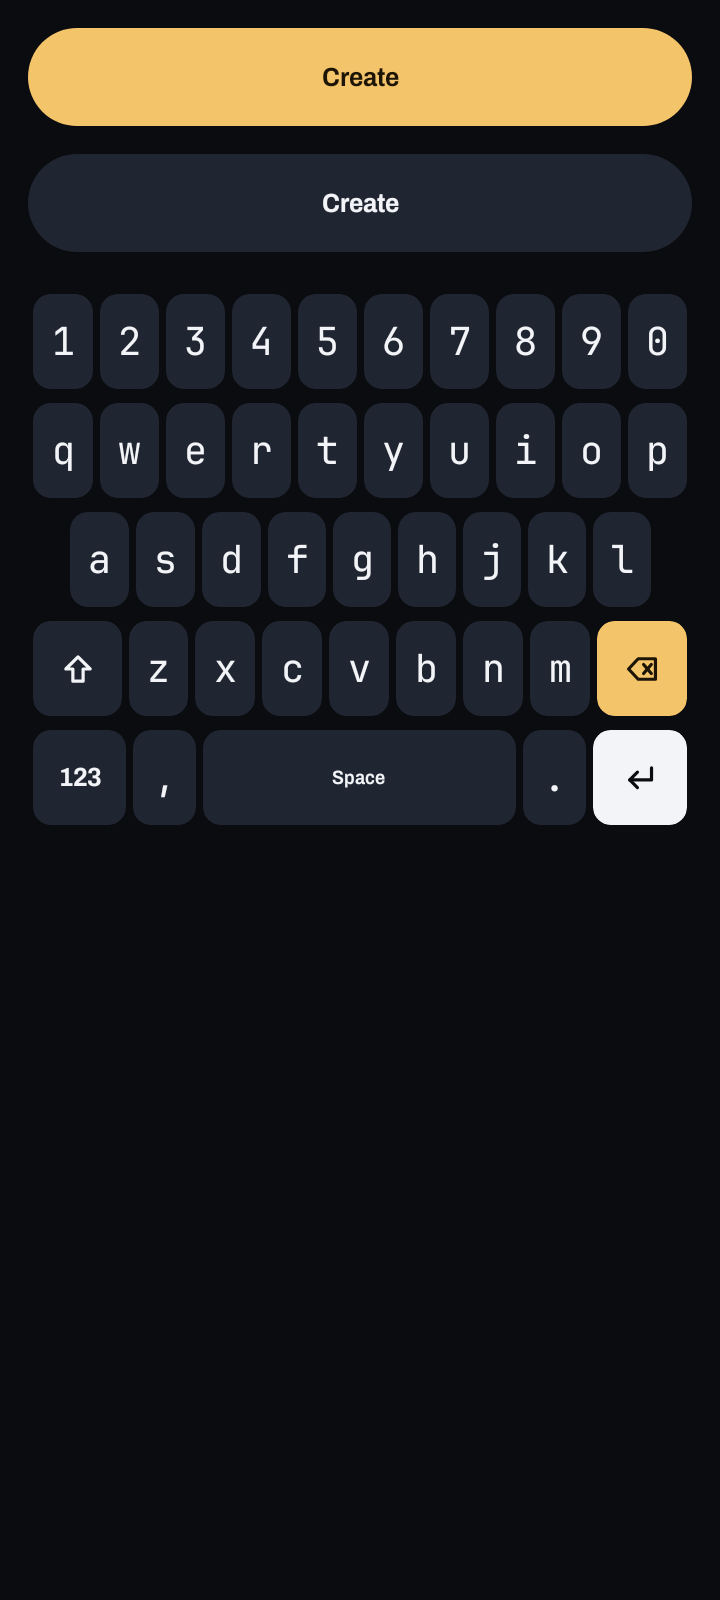 Create
Create
1 2 3 4 5 6 7 8 9 0
q w e r t y u i o p
a s d f g h j k l
z x c v b n m
123 , Space .